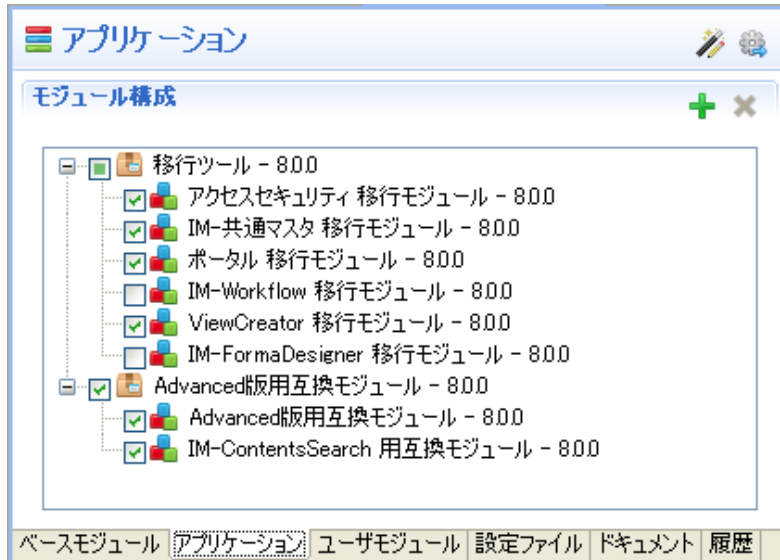 アプリケーション
モジュール構成
移行ツール - 8.0.0
アクセスセキュリティ 移行モジュール - 8.0.0
IM-共通マスタ 移行モジュール - 8.0.0
ポータル 移行モジュール - 8.0.0
IM-Workflow 移行モジュール - 8.0.0
ViewCreator 移行モジュール - 8.0.0
IM-FormaDesigner 移行モジュール - 8.0.0
Advanced版用互換モジュール - 8.0.0
Advanced版用互換モジュール - 8.0.0
IM-ContentsSearch 用互換モジュール - 8.0.0
ベースモジュール アプリケーション ユーザモジュール 設定ファイル ドキュメント 履歴